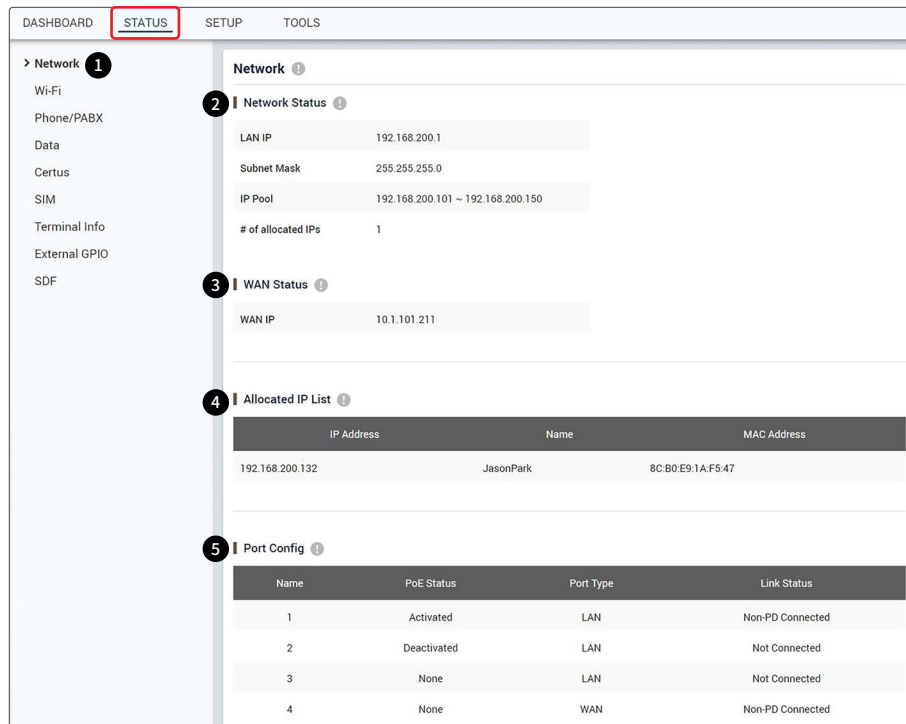 DASHBOARD STATUS SETUP TOOLS
Network 1
Wi-Fi
Phone/PABX
Data
Certus
SIM
Terminal Info
External GPIO
SDF
Network !
2 Network Status !
LAN IP 192.168.200.1
Subnet Mask 255.255.255.0
IP Pool 192.168.200.101 ~ 192.168.200.150
# of allocated IPs 1
3 WAN Status !
WAN IP 10.1.101.211
4 Allocated IP List !
IP Address Name MAC Address
192.168.200.132 JasonPark 8C:B0:E9:1A:F5:47
5 Port Config !
Name PoE Status Port Type Link Status
1 Activated LAN Non-PD Connected
2 Deactivated LAN Not Connected
3 None LAN Not Connected
4 None WAN Non-PD Connected